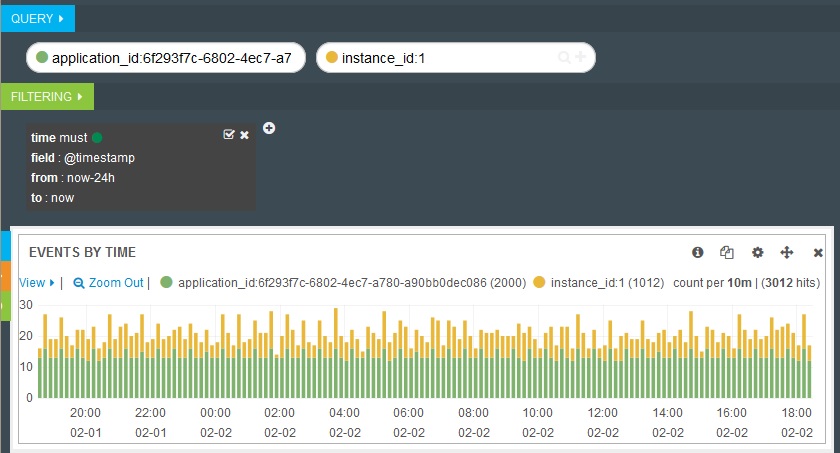 QUERY
application_id:6f293f7c-6802-4ec7-a7
instance_id:1
FILTERING
time must
field : @timestamp
from : now-24h
to : now
EVENTS BY TIME
View | Zoom Out | application_id:6f293f7c-6802-4ec7-a780-a90bb0dec086 (2000) instance_id:1 (1012) count per 10m | (3012 hits)
30
20
10
0
20:00 22:00 00:00 02:00 04:00 06:00 08:00 10:00 12:00 14:00 16:00 18:00
02-01 02-01 02-02 02-02 02-02 02-02 02-02 02-02 02-02 02-02 02-02 02-02